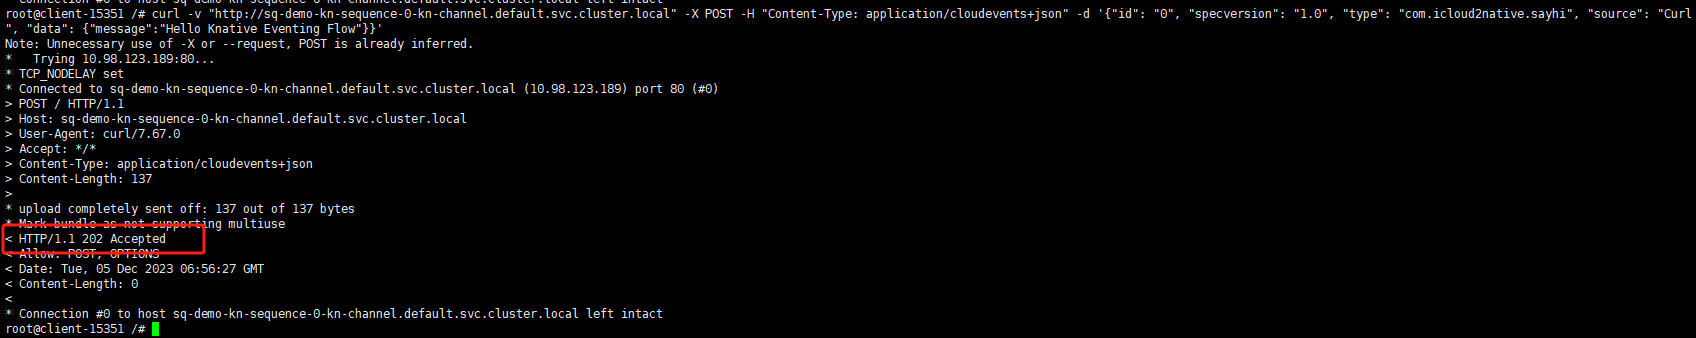 Connection #0 to host sq-demo-kn-sequence-0-kn-channel.default.svc.cluster.local left intact
root@client-15351 /# curl -v "http://sq-demo-kn-sequence-0-kn-channel.default.svc.cluster.local" -X POST -H "Content-Type: application/cloudevents+json" -d '{"id": "0", "specversion": "1.0", "type": "com.icloud2native.sayhi", "source": "Curl
", "data": {"message":"Hello Knative Eventing Flow"}}'
Note: Unnecessary use of -X or --request, POST is already inferred.
*   Trying 10.98.123.189:80...
* TCP_NODELAY set
* Connected to sq-demo-kn-sequence-0-kn-channel.default.svc.cluster.local (10.98.123.189) port 80 (#0)
> POST / HTTP/1.1
> Host: sq-demo-kn-sequence-0-kn-channel.default.svc.cluster.local
> User-Agent: curl/7.67.0
> Accept: */*
> Content-Type: application/cloudevents+json
> Content-Length: 137
>
* upload completely sent off: 137 out of 137 bytes
* Mark bundle as not supporting multiuse
< HTTP/1.1 202 Accepted
< Allow: POST, OPTIONS
< Date: Tue, 05 Dec 2023 06:56:27 GMT
< Content-Length: 0
<
* Connection #0 to host sq-demo-kn-sequence-0-kn-channel.default.svc.cluster.local left intact
root@client-15351 /#